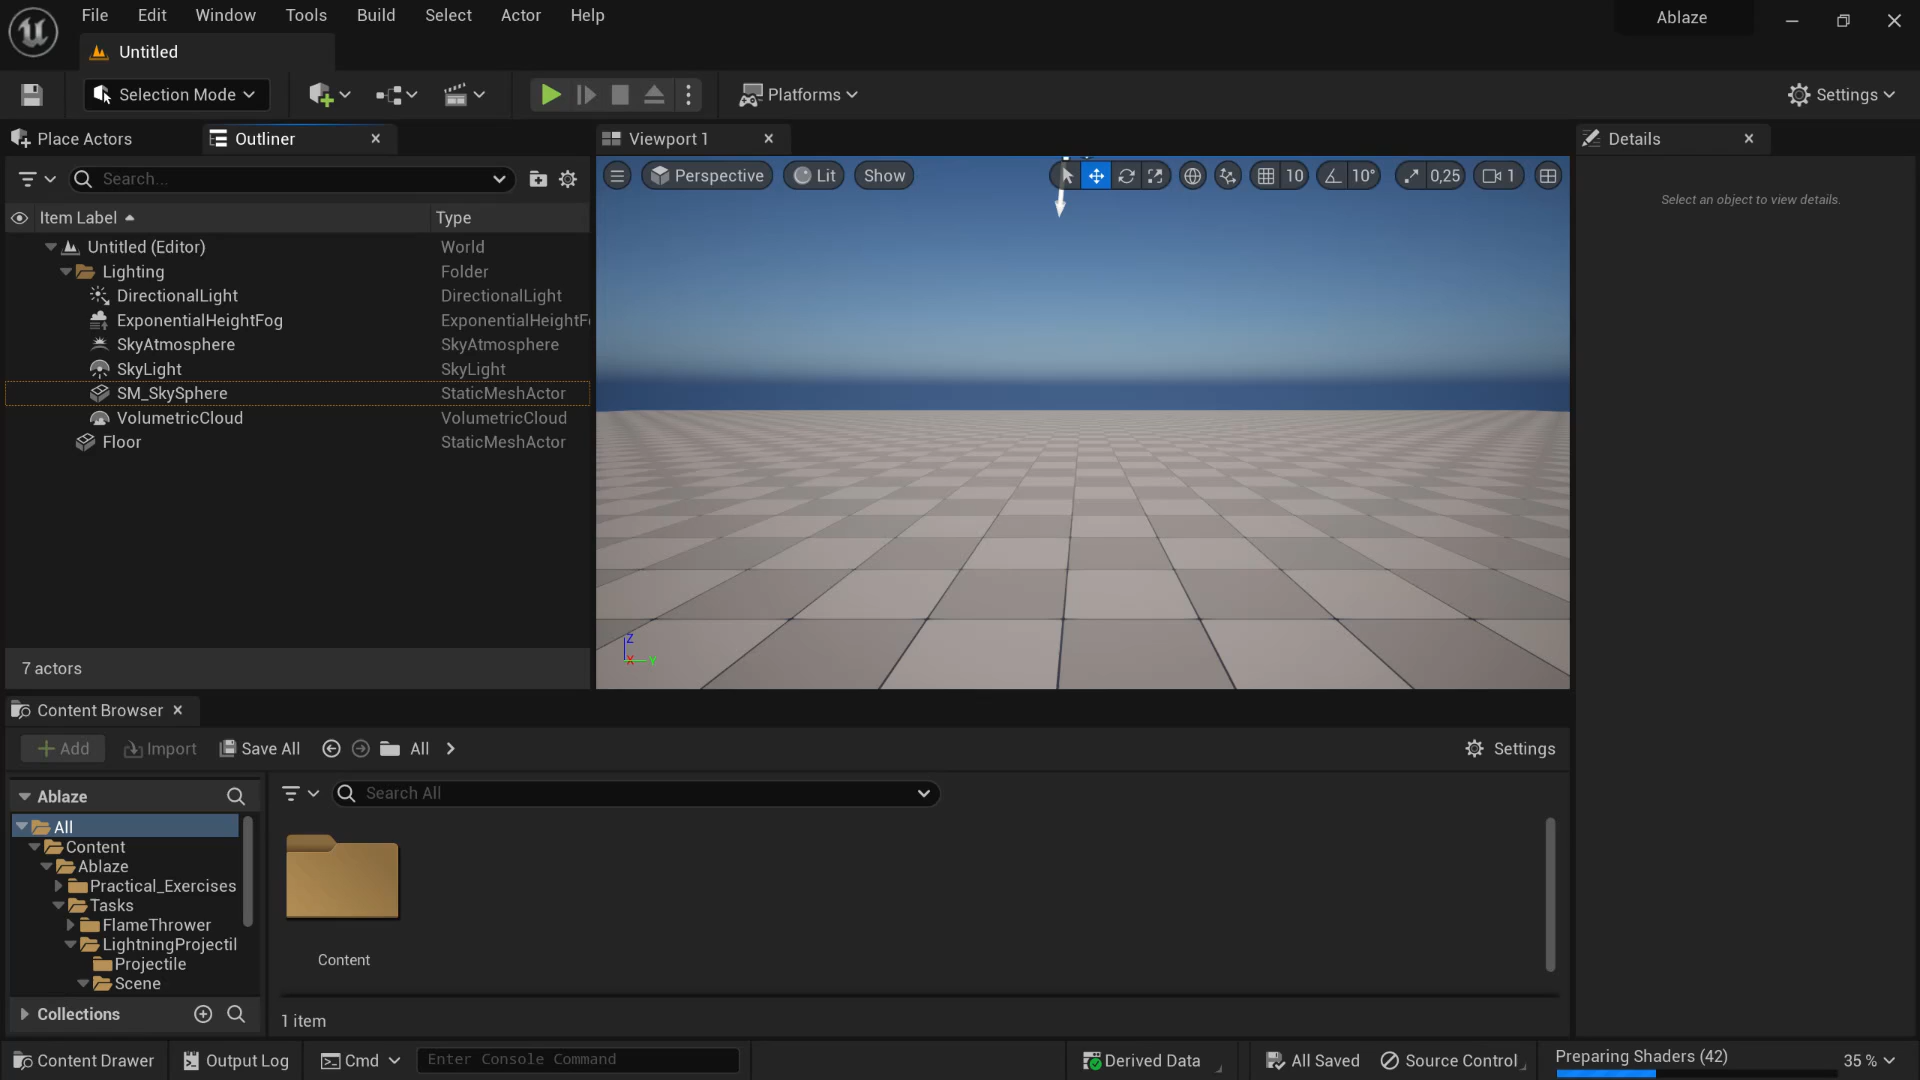 File Edit Window Tools Build Select Actor Help
Ablaze
Untitled
Selection Mode
Platforms
Settings
Place Actors
Outliner
Viewport 1
Details
Search...
Perspective
Lit
Show
10
10°
0,25
1
Select an object to view details.
Item Label
Type
Untitled (Editor) World
Lighting Folder
DirectionalLight DirectionalLight
ExponentialHeightFog ExponentialHeightF
SkyAtmosphere SkyAtmosphere
SkyLight SkyLight
SM_SkySphere StaticMeshActor
VolumetricCloud VolumetricCloud
Floor StaticMeshActor
Z
X
Y
7 actors
Content Browser
Add
Import
Save All
All
Settings
Ablaze
Search All
All
Content
Ablaze
Practical_Exercises
Tasks
FlameThrower
LightningProjectil
Projectile
Scene
Content
Collections
1 item
Content Drawer
Output Log
Cmd
Enter Console Command
Derived Data
All Saved
Source Control
Preparing Shaders (42)
35 %